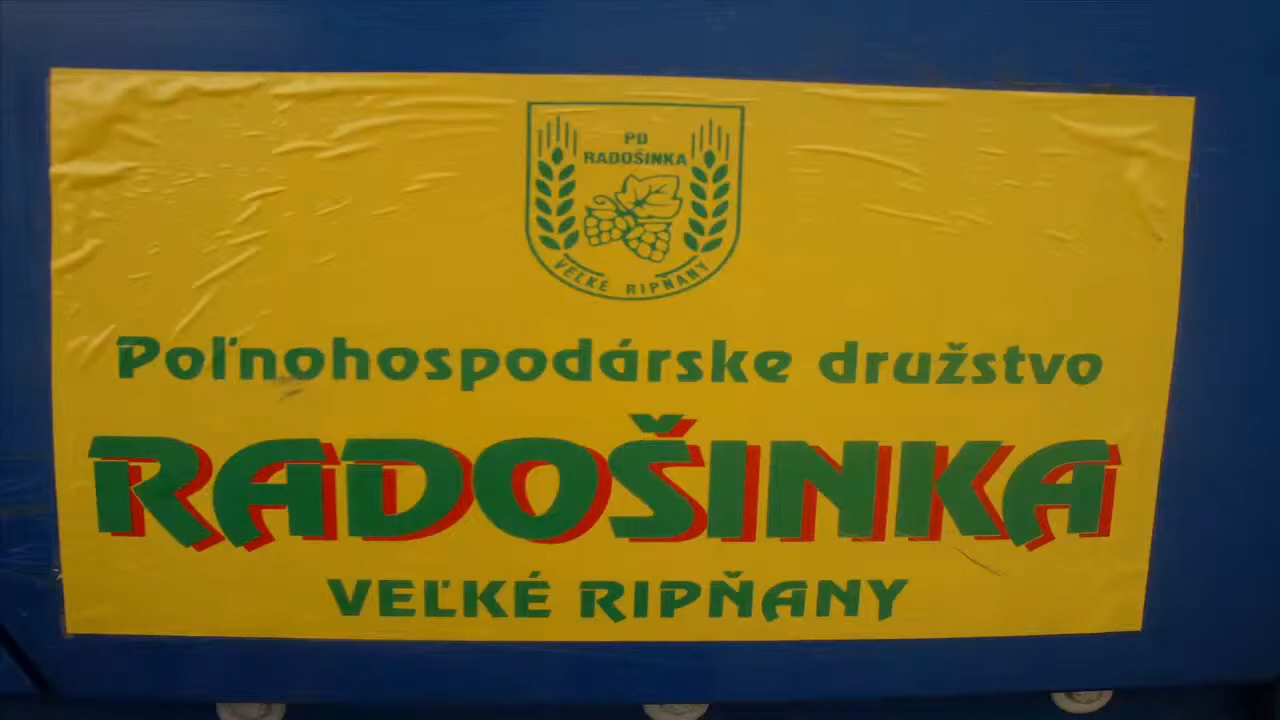 PD
RADOŠINKA
VEĽKÉ RIPŇANY
Poľnohospodárske družstvo
RADOŠINKA
VEĽKÉ RIPŇANY